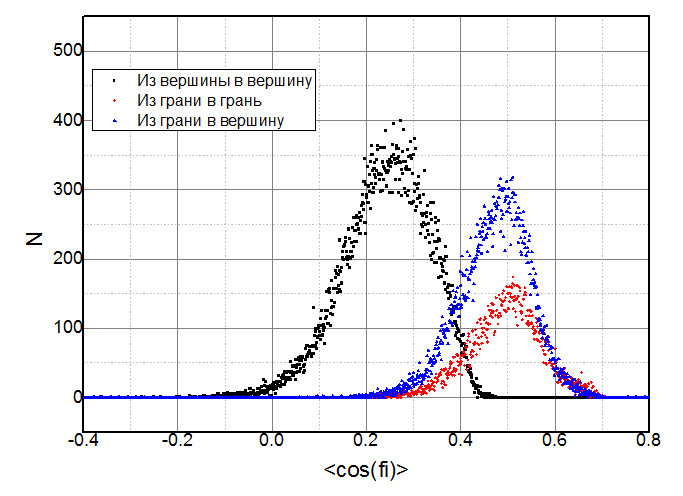 500
Из вершины в вершину
Из грани в грань
Из грани в вершину
400
300
200
100
0
N
-0.4 -0.2 0.0 0.2 0.4 0.6 0.8
<cos(fi)>